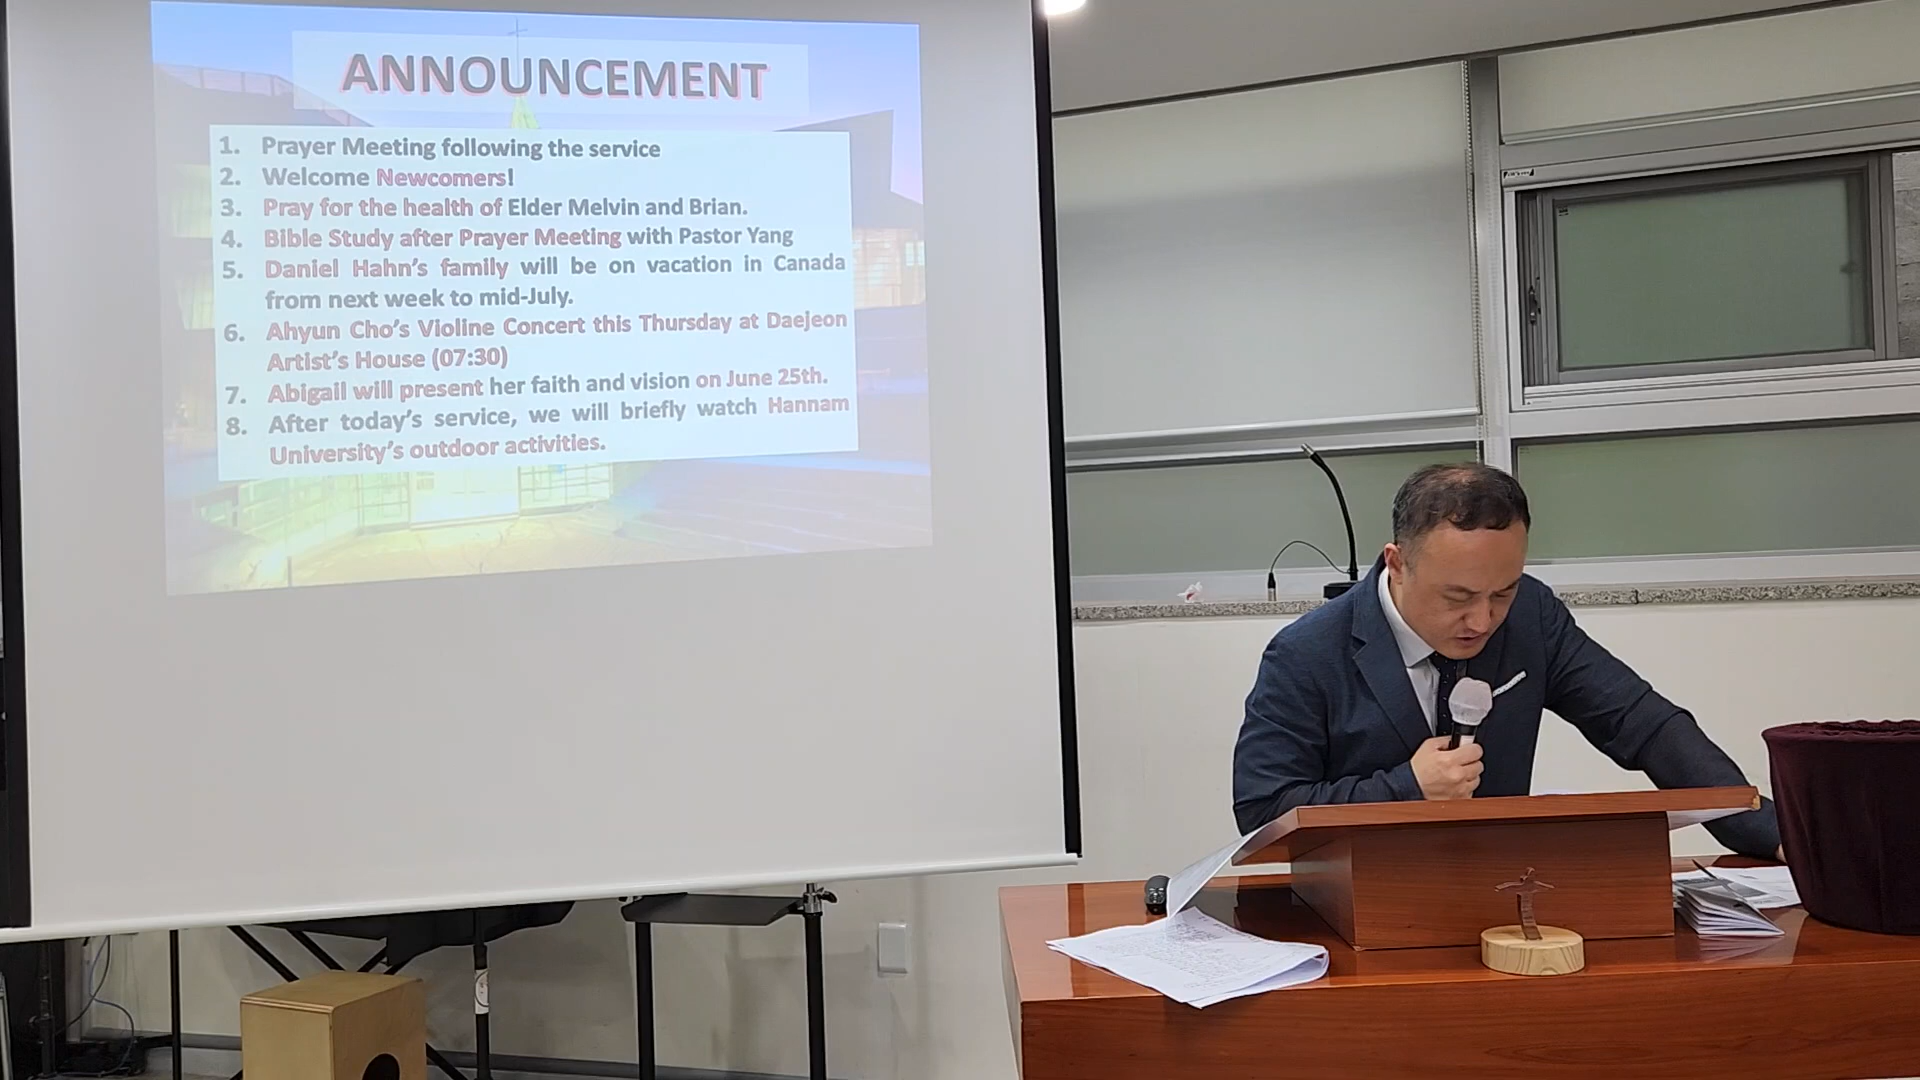 ANNOUNCEMENT
1. Prayer Meeting following the service
2. Welcome Newcomers!
3. Pray for the health of Elder Melvin and Brian.
4. Bible Study after Prayer Meeting with Pastor Yang
5. Daniel Hahn's family will be on vacation in Canada
from next week to mid-July.
6. Ahyun Cho's Violine Concert this Thursday at Daejeon
Artist's House (07:30)
7. Abigail will present her faith and vision on June 25th.
8. After today's service, we will briefly watch Hannam
University's outdoor activities.